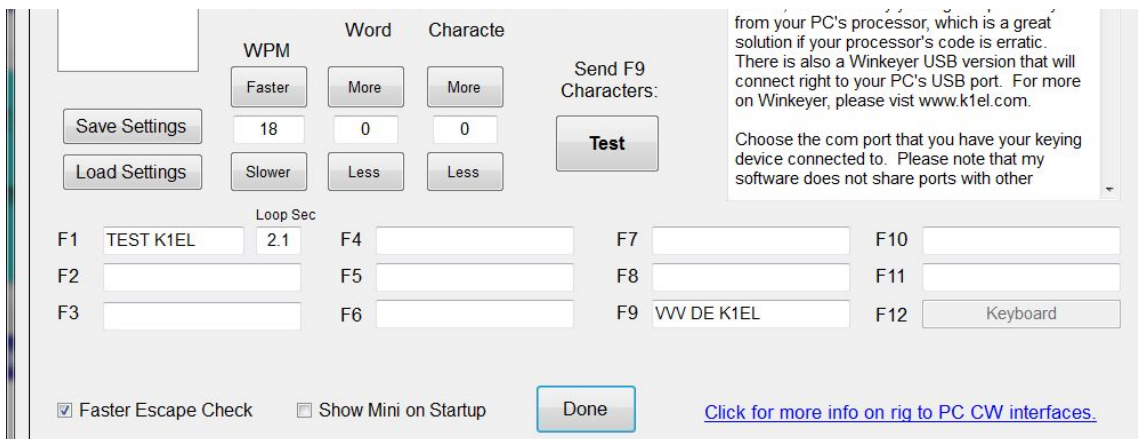 from your PC's processor, which is a great
solution if your processor's code is erratic.
There is also a Winkeyer USB version that will
connect right to your PC's USB port. For more
on Winkeyer, please vist www.k1el.com.
Choose the com port that you have your keying
device connected to. Please note that my
software does not share ports with other
WPM Word Characte
Faster More More
Send F9
Characters:
Save Settings 18 0 0 Test
Load Settings Slower Less Less
Loop Sec
F1 TEST K1EL 2.1 F4 F7 F10
F2 F5 F8 F11
F3 F6 F9 VVV DE K1EL F12 Keyboard
Faster Escape Check Show Mini on Startup Done Click for more info on rig to PC CW interfaces.